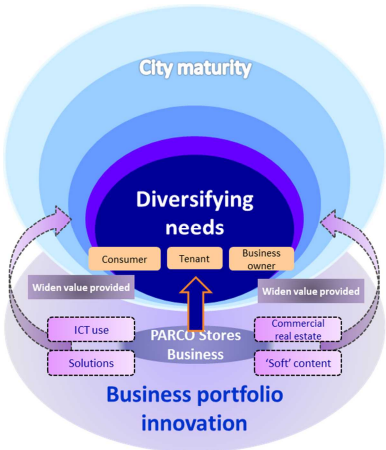 City maturity
Diversifying
needs
Consumer
Tenant
Business
owner
Widen value provided
Widen value provided
ICT use
PARCO Stores
Business
Commercial
real estate
Solutions
'Soft' content
Business portfolio
innovation